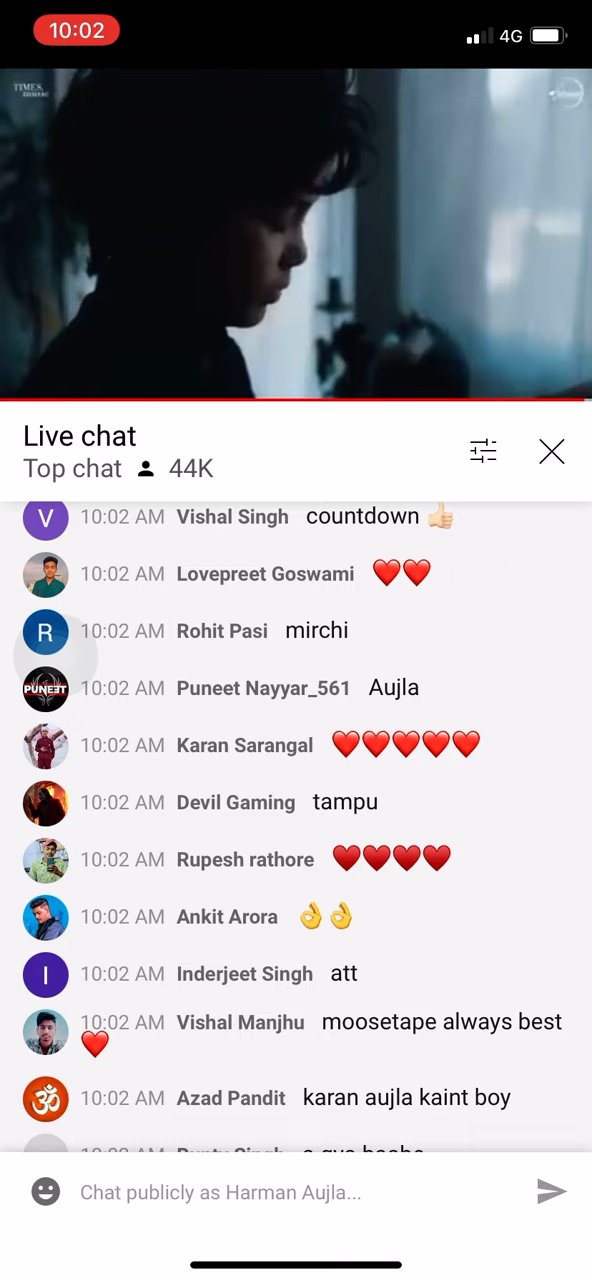 10:02
4G
TIMES
music
Live chat
Top chat 44K
V 10:02 AM Vishal Singh countdown 👍🏻
10:02 AM Lovepreet Goswami ❤️❤️
R 10:02 AM Rohit Pasi mirchi
PUNEET 10:02 AM Puneet Nayyar_561 Aujla
10:02 AM Karan Sarangal ❤️❤️❤️❤️❤️
10:02 AM Devil Gaming tampu
10:02 AM Rupesh rathore ♥️♥️♥️♥️
10:02 AM Ankit Arora 👌👌
I 10:02 AM Inderjeet Singh att
10:02 AM Vishal Manjhu moosetape always best
❤️
ॐ 10:02 AM Azad Pandit karan aujla kaint boy
Chat publicly as Harman Aujla...